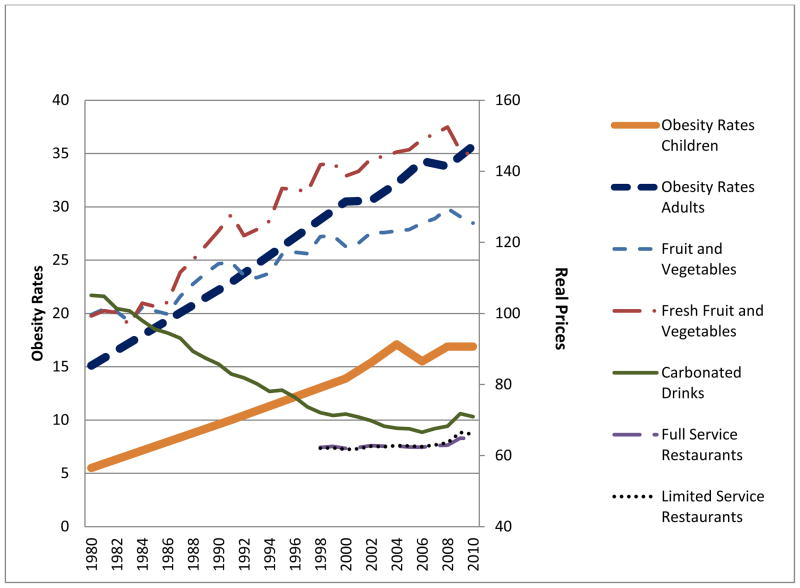 40
35
30
25
20
15
10
5
0
Obesity Rates
160
140
120
100
80
60
40
Real Prices
1980
1982
1984
1986
1988
1990
1992
1994
1996
1998
2000
2002
2004
2006
2008
2010
Obesity Rates
Children
Obesity Rates
Adults
Fruit and
Vegetables
Fresh Fruit and
Vegetables
Carbonated
Drinks
Full Service
Restaurants
Limited Service
Restaurants